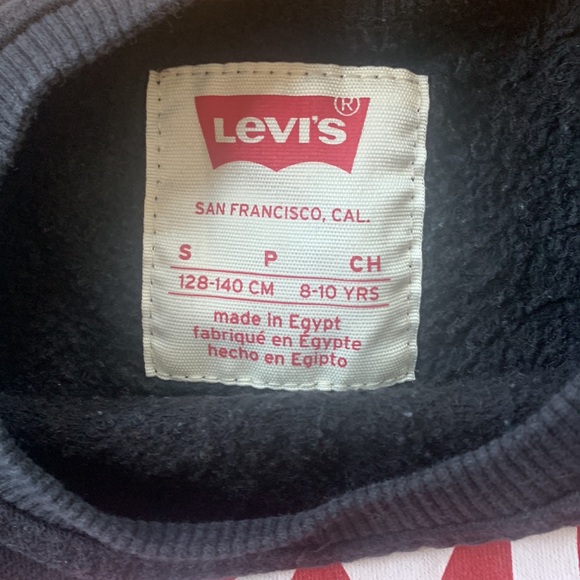 Levi's®
SAN FRANCISCO, CAL.
S P CH
128-140 CM 8-10 YRS
made in Egypt
fabriqué en Égypte
hecho en Egipto